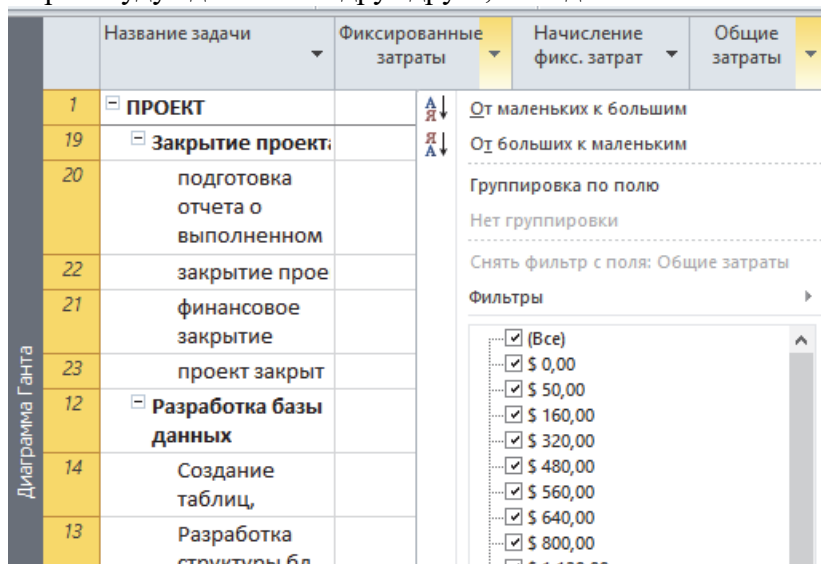 Название задачи
Фиксированные
затраты
Начисление
фикс. затрат
Общие
затраты
1 ПРОЕКТ
19 Закрытие проекта
20 подготовка
отчета о
выполненном
22 закрытие прое
21 финансовое
закрытие
23 проект закрыт
12 Разработка базы
данных
14 Создание
таблиц,
13 Разработка
структуры бд
Диаграмма Ганта
От маленьких к большим
От больших к маленьким
Группировка по полю
Нет группировки
Снять фильтр с поля: Общие затраты
Фильтры
(Все)
$ 0,00
$ 50,00
$ 160,00
$ 320,00
$ 480,00
$ 560,00
$ 640,00
$ 800,00